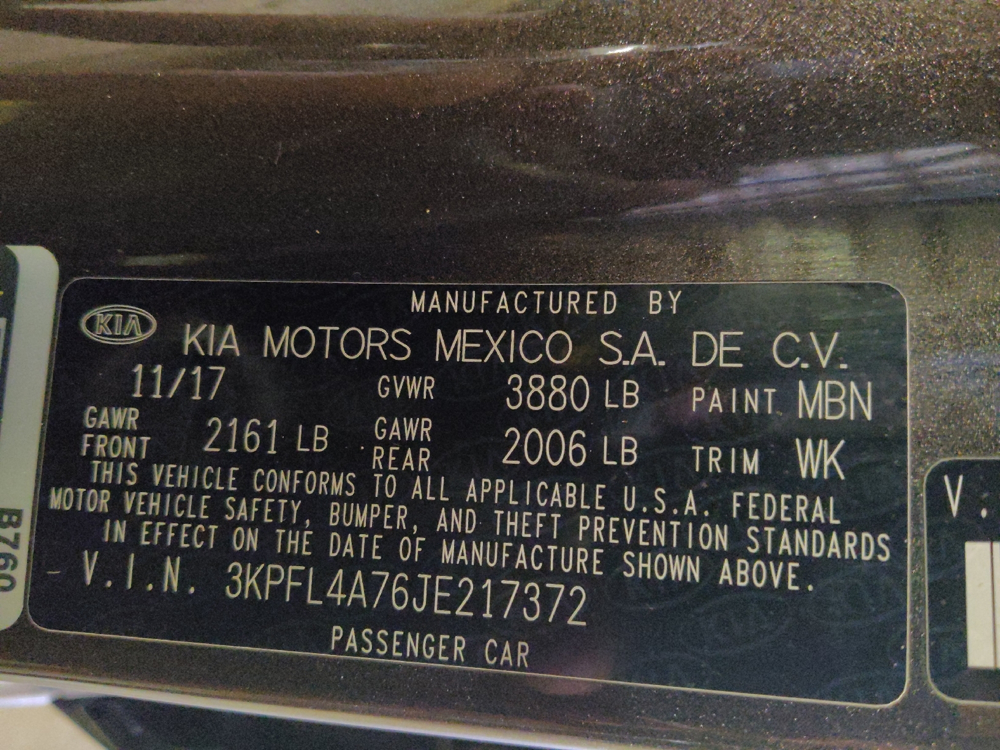 MANUFACTURED BY
KIA
KIA MOTORS MEXICO S.A. DE C.V.
11/17 GVWR 3880 LB PAINT MBN
GAWR FRONT 2161 LB GAWR REAR 2006 LB TRIM WK
THIS VEHICLE CONFORMS TO ALL APPLICABLE U.S.A. FEDERAL
MOTOR VEHICLE SAFETY, BUMPER, AND THEFT PREVENTION STANDARDS
IN EFFECT ON THE DATE OF MANUFACTURE SHOWN ABOVE.
V.I.N. 3KPFL4A76JE217372
PASSENGER CAR
B760
V.